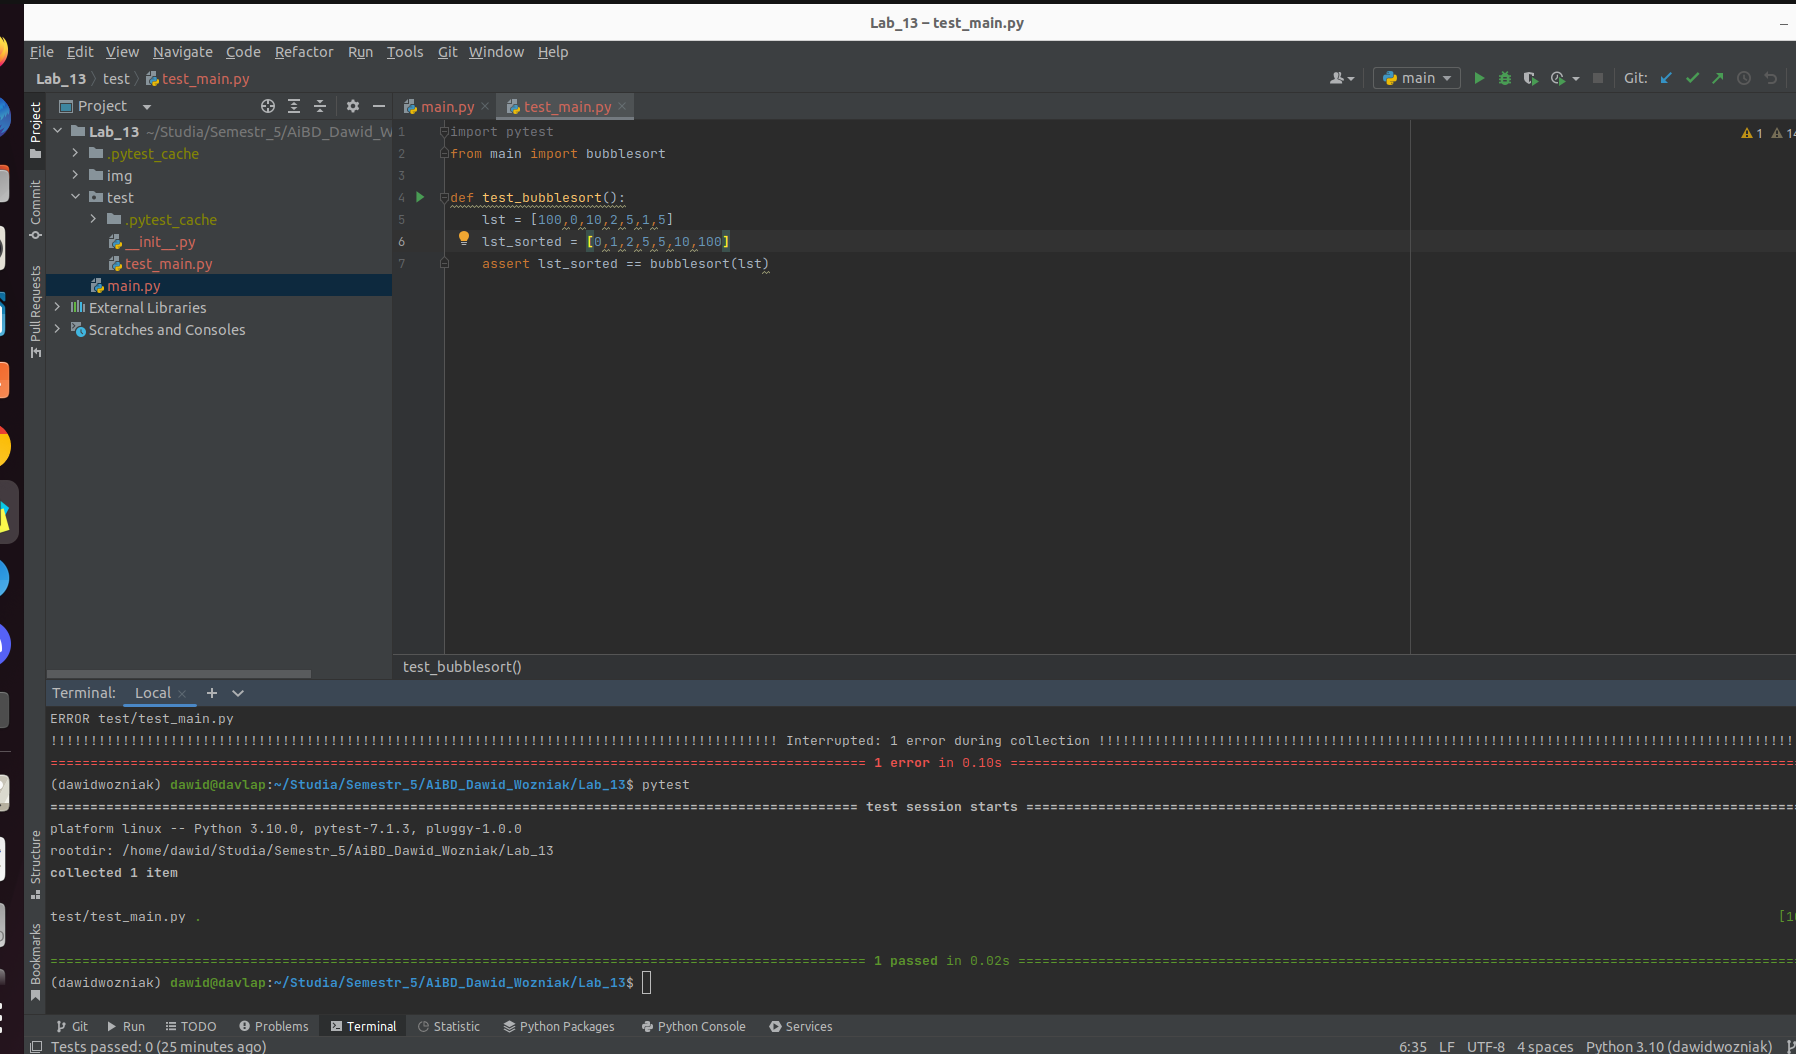 Lab_13 – test_main.py
File Edit View Navigate Code Refactor Run Tools Git Window Help
Lab_13 test test_main.py
main Git:
Project
main.py test_main.py
Project
Commit
Pull Requests
Structure
Bookmarks
Lab_13 ~/Studia/Semestr_5/AiBD_Dawid_W
.pytest_cache
img
test
.pytest_cache
__init__.py
test_main.py
main.py
External Libraries
Scratches and Consoles
1 import pytest
2 from main import bubblesort
3
4 def test_bubblesort():
5 lst = [100,0,10,2,5,1,5]
6 lst_sorted = [0,1,2,5,5,10,100]
7 assert lst_sorted == bubblesort(lst)
1 14
test_bubblesort()
Terminal: Local
ERROR test/test_main.py
!!!!!!!!!!!!!!!!!!!!!!!!!!!!!!!!!!!!!!!!!!!!!!!!!!!!!!!!!!!!!!!!!!!!!!!!!!!!!!!!!!!!!!!!!!! Interrupted: 1 error during collection !!!!!!!!!!!!!!!!!!!!!!!!!!!!!!!!!!!!!!!!!!!!!!!!!!!!!!!!!!!!!!!!!!!!!!!!!!!!!!!!!!!!!!!
====================================================================================================== 1 error in 0.10s ==================================================================================================
(dawidwozniak) dawid@davlap:~/Studia/Semestr_5/AiBD_Dawid_Wozniak/Lab_13$ pytest
===================================================================================================== test session starts ================================================================================================
platform linux -- Python 3.10.0, pytest-7.1.3, pluggy-1.0.0
rootdir: /home/dawid/Studia/Semestr_5/AiBD_Dawid_Wozniak/Lab_13
collected 1 item
test/test_main.py . [10
====================================================================================================== 1 passed in 0.02s =================================================================================================
(dawidwozniak) dawid@davlap:~/Studia/Semestr_5/AiBD_Dawid_Wozniak/Lab_13$
Git Run TODO Problems Terminal Statistic Python Packages Python Console Services
Tests passed: 0 (25 minutes ago) 6:35 LF UTF-8 4 spaces Python 3.10 (dawidwozniak)